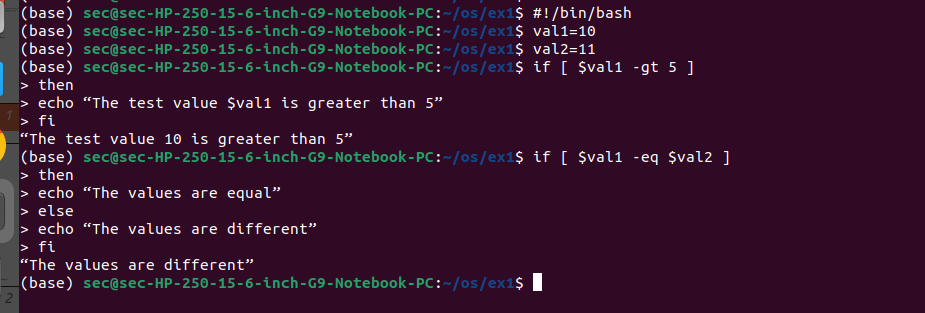 (base) sec@sec-HP-250-15-6-inch-G9-Notebook-PC:~/os/ex1$ #!/bin/bash
(base) sec@sec-HP-250-15-6-inch-G9-Notebook-PC:~/os/ex1$ val1=10
(base) sec@sec-HP-250-15-6-inch-G9-Notebook-PC:~/os/ex1$ val2=11
(base) sec@sec-HP-250-15-6-inch-G9-Notebook-PC:~/os/ex1$ if [ $val1 -gt 5 ]
> then
> echo “The test value $val1 is greater than 5”
> fi
“The test value 10 is greater than 5”
(base) sec@sec-HP-250-15-6-inch-G9-Notebook-PC:~/os/ex1$ if [ $val1 -eq $val2 ]
> then
> echo “The values are equal”
> else
> echo “The values are different”
> fi
“The values are different”
(base) sec@sec-HP-250-15-6-inch-G9-Notebook-PC:~/os/ex1$
1
2